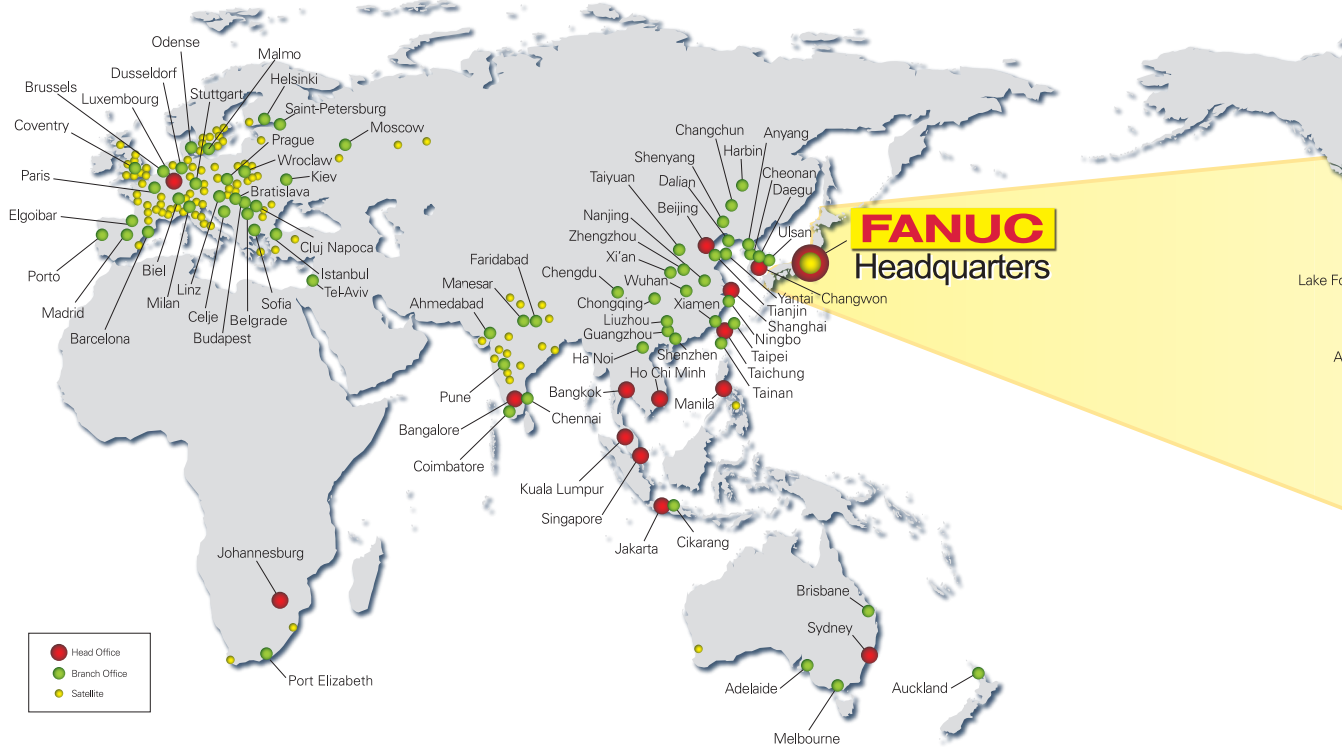 Odense
Malmo
Dusseldorf
Helsinki
Brussels
Luxembourg
Stuttgart
Saint-Petersburg
Coventry
Moscow
Prague
Wroclaw
Paris
Kiev
Bratislava
Elgoibar
Cluj Napoca
Porto
Biel
Istanbul
Linz
Tel-Aviv
Madrid
Milan
Sofia
Celje
Belgrade
Barcelona
Budapest
Changchun
Anyang
Harbin
Shenyang
Cheonan
Taiyuan
Dalian
Daegu
Beijing
Nanjing
Ulsan
Zhengzhou
FANUC
Headquarters
Xi'an
Faridabad
Chengdu
Wuhan
Manesar
Ahmedabad
Chongqing
Xiamen
Yantai
Changwon
Tianjin
Liuzhou
Shanghai
Guangzhou
Ningbo
Ha Noi
Shenzhen
Taipei
Ho Chi Minh
Taichung
Pune
Bangkok
Manila
Tainan
Chennai
Bangalore
Coimbatore
Kuala Lumpur
Singapore
Jakarta
Cikarang
Lake Fo
A
Johannesburg
Brisbane
Sydney
Port Elizabeth
Adelaide
Auckland
Melbourne
Head Office
Branch Office
Satellite